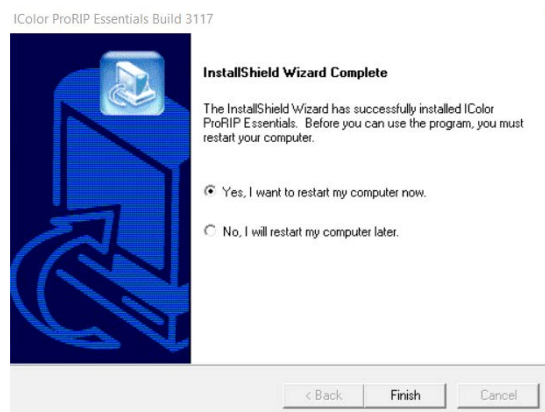 IColor ProRIP Essentials Build 3117
InstallShield Wizard Complete
The InstallShield Wizard has successfully installed IColor
ProRIP Essentials. Before you can use the program, you must
restart your computer.
Yes, I want to restart my computer now.
No, I will restart my computer later.
< Back Finish Cancel